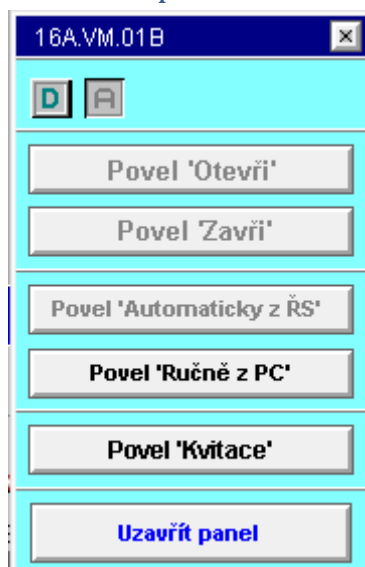 16A.VM.01B
D A
Povel 'Otevři'
Povel 'Zavři'
Povel 'Automaticky z ŘS'
Povel 'Ručně z PC'
Povel 'Kvitace'
Uzavřít panel